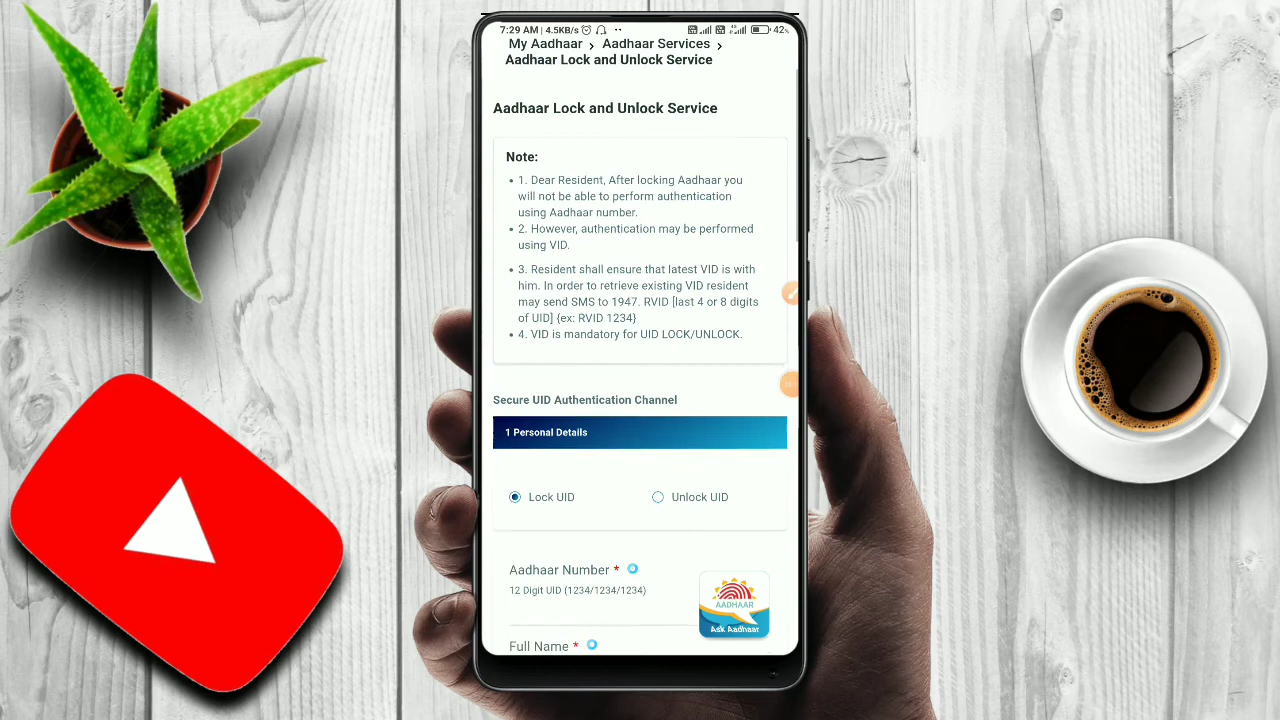 7:29 AM | 4.5KB/s
42%
My Aadhaar > Aadhaar Services >
Aadhaar Lock and Unlock Service
Aadhaar Lock and Unlock Service
Note:
• 1. Dear Resident, After locking Aadhaar you
will not be able to perform authentication
using Aadhaar number.
• 2. However, authentication may be performed
using VID.
• 3. Resident shall ensure that latest VID is with
him. In order to retrieve existing VID resident
may send SMS to 1947. RVID [last 4 or 8 digits
of UID] {ex: RVID 1234}
• 4. VID is mandatory for UID LOCK/UNLOCK.
Secure UID Authentication Channel
1 Personal Details
Lock UID
Unlock UID
Aadhaar Number *
12 Digit UID (1234/1234/1234)
AADHAAR
Ask Aadhaar
Full Name *